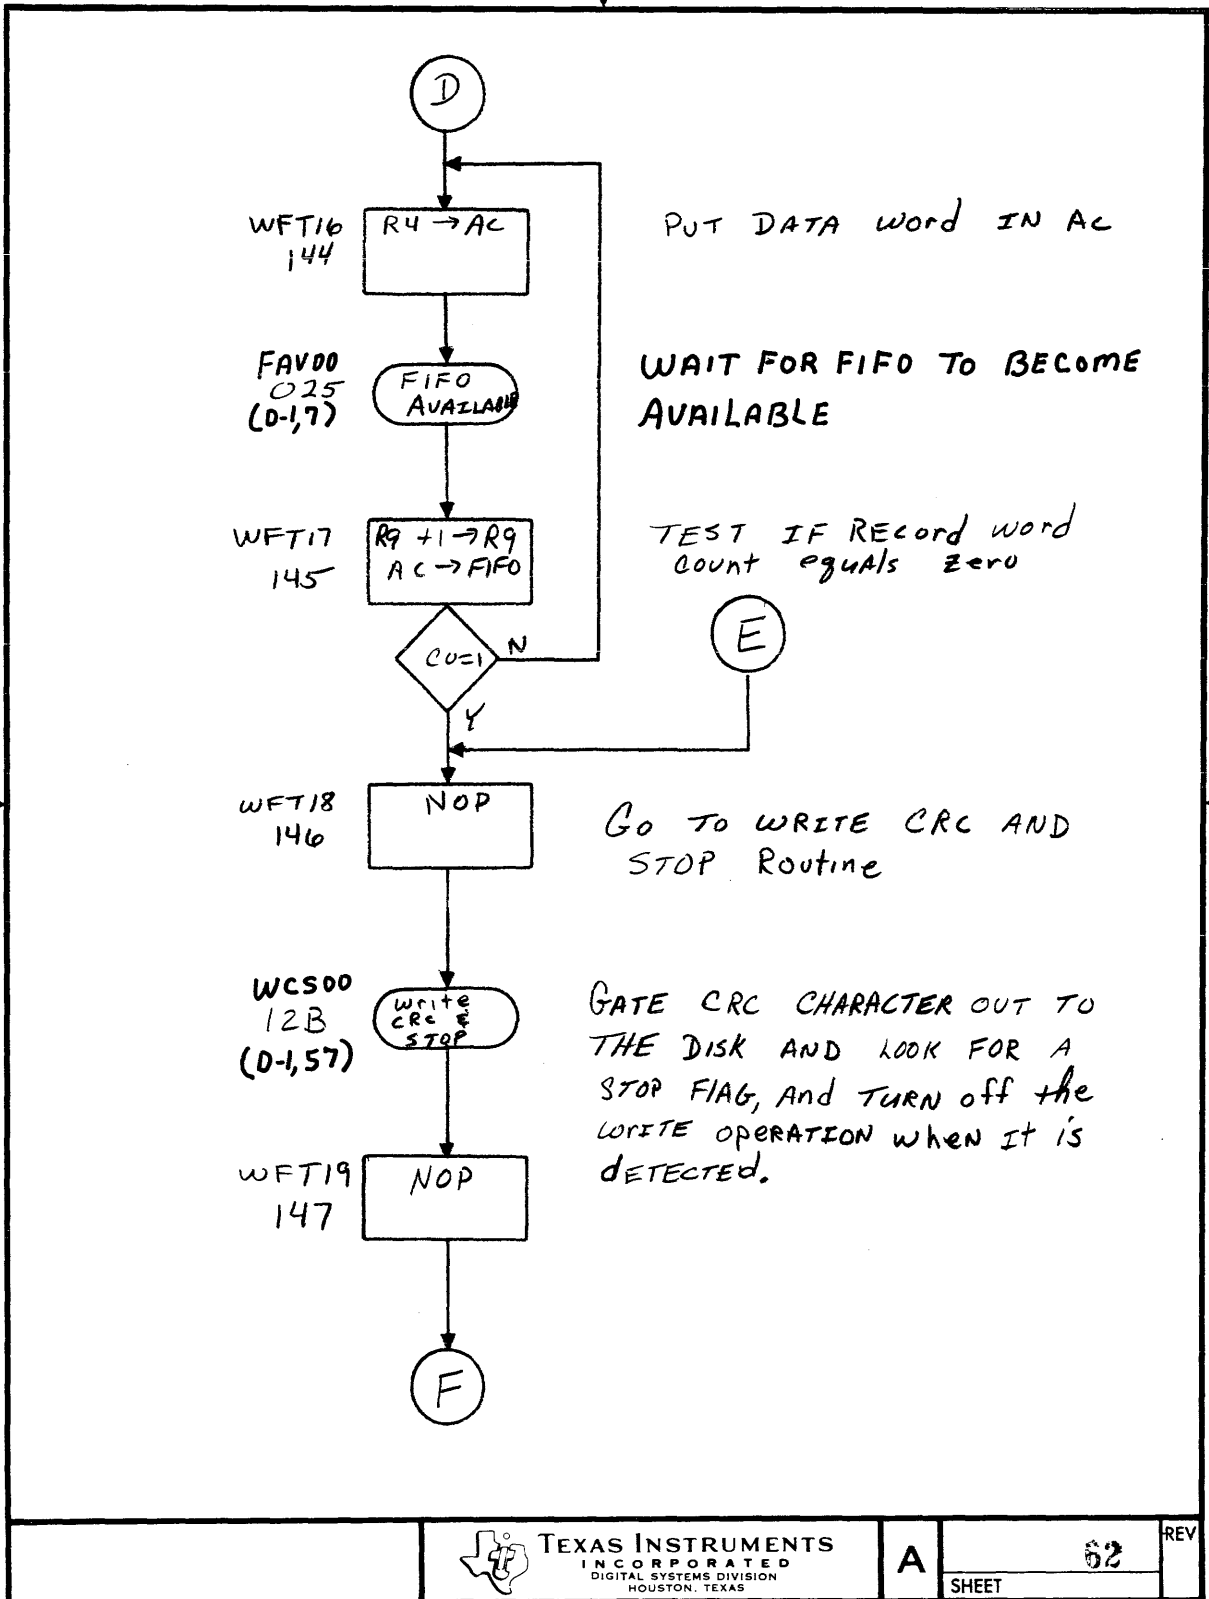 D
WFT16
144
R4 → AC
PUT DATA word IN AC
FAV00
025
(D-1,7)
FIFO
AVAILABLE
WAIT FOR FIFO TO BECOME
AVAILABLE
WFT17
145
R9 +1 → R9
AC → FIFO
TEST IF REcord word
count equAls zero
E
CO=1
N
Y
WFT18
146
NOP
Go TO WRITE CRC AND
STOP Routine
WCS00
12B
(D-1,57)
write
CRC &
STOP
GATE CRC CHARACTER OUT TO
THE DISK AND LOOK FOR A
STOP FlAG, And TURN off the
WrITE opERATION when It is
dETECTEd.
WFT19
147
NOP
F
TEXAS INSTRUMENTS
INCORPORATED
DIGITAL SYSTEMS DIVISION
HOUSTON, TEXAS
A
62
SHEET
REV